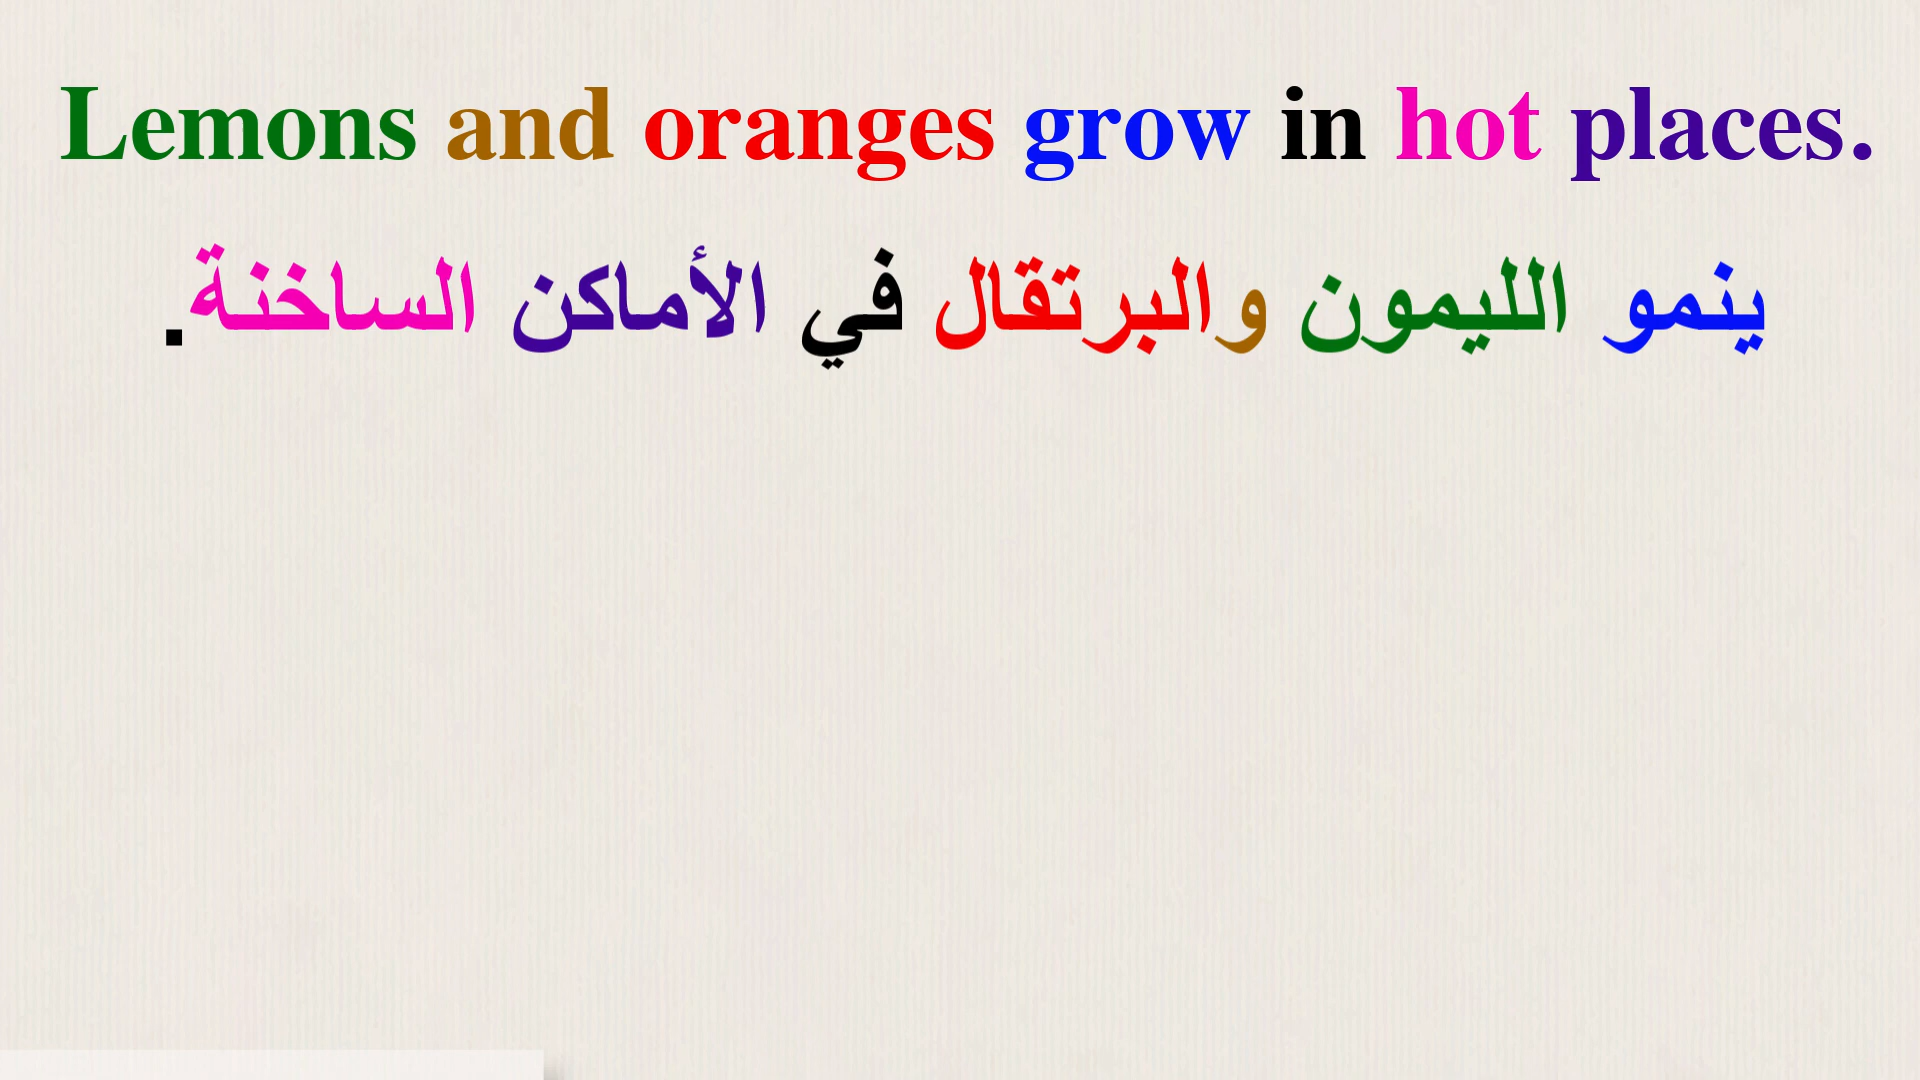 Lemons and oranges grow in hot places.
ينمو الليمون والبرتقال في الأماكن الساخنة.